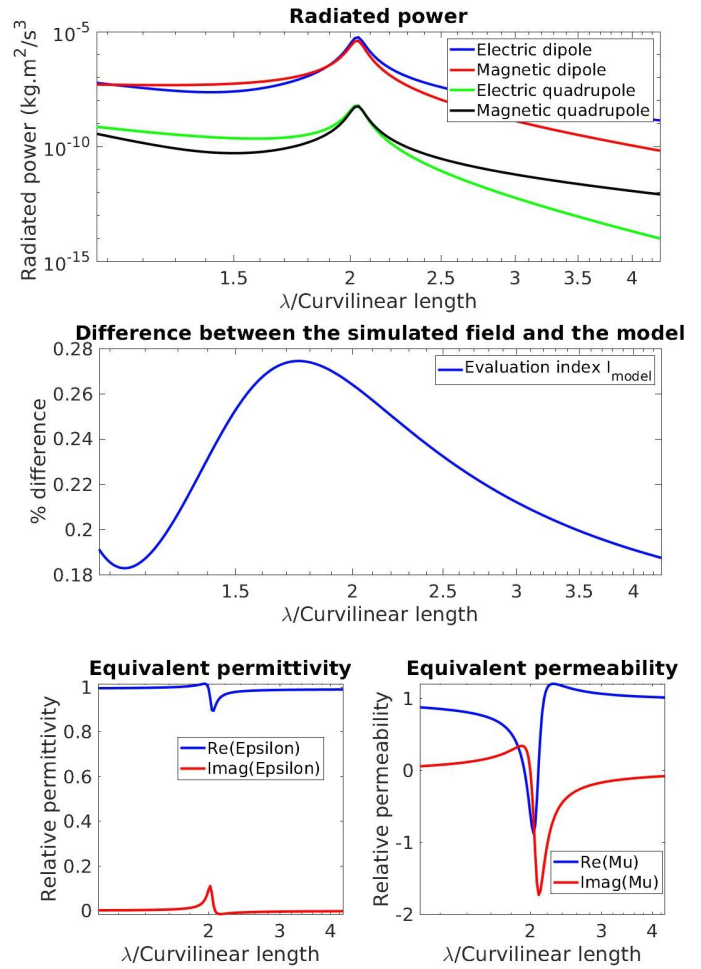 Radiated power
Radiated power (kg.m²/s³)
10⁻⁵
10⁻¹⁰
10⁻¹⁵
Electric dipole
Magnetic dipole
Electric quadrupole
Magnetic quadrupole
1.5 2 2.5 3 3.5 4
λ/Curvilinear length
Difference between the simulated field and the model
% difference
0.28
0.26
0.24
0.22
0.2
0.18
Evaluation index I_model
1.5 2 2.5 3 3.5 4
λ/Curvilinear length
Equivalent permittivity
Relative permittivity
1
0.8
0.6
0.4
0.2
0
Re(Epsilon)
Imag(Epsilon)
2 3 4
λ/Curvilinear length
Equivalent permeability
Relative permeability
1
0
-1
-2
Re(Mu)
Imag(Mu)
2 3 4
λ/Curvilinear length